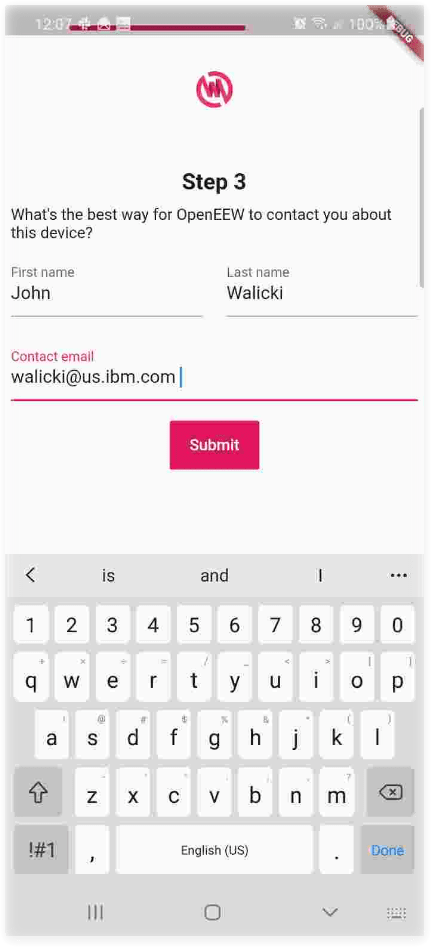 12:07
100%
DEBUG
Step 3
What's the best way for OpenEEW to contact you about
this device?
First name Last name
John Walicki
Contact email
walicki@us.ibm.com
Submit
is and I ...
1 2 3 4 5 6 7 8 9 0
q w e r t y u i o p
a s d f g h j k l
z x c v b n m
!#1 , English (US) . Done